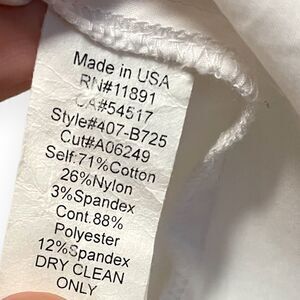 Made in USA
RN#11891
CA#54517
Style#407-B725
Cut#A06249
Self:71%Cotton
26%Nylon
3%Spandex
Cont.88%
Polyester
12%Spandex
DRY CLEAN
ONLY